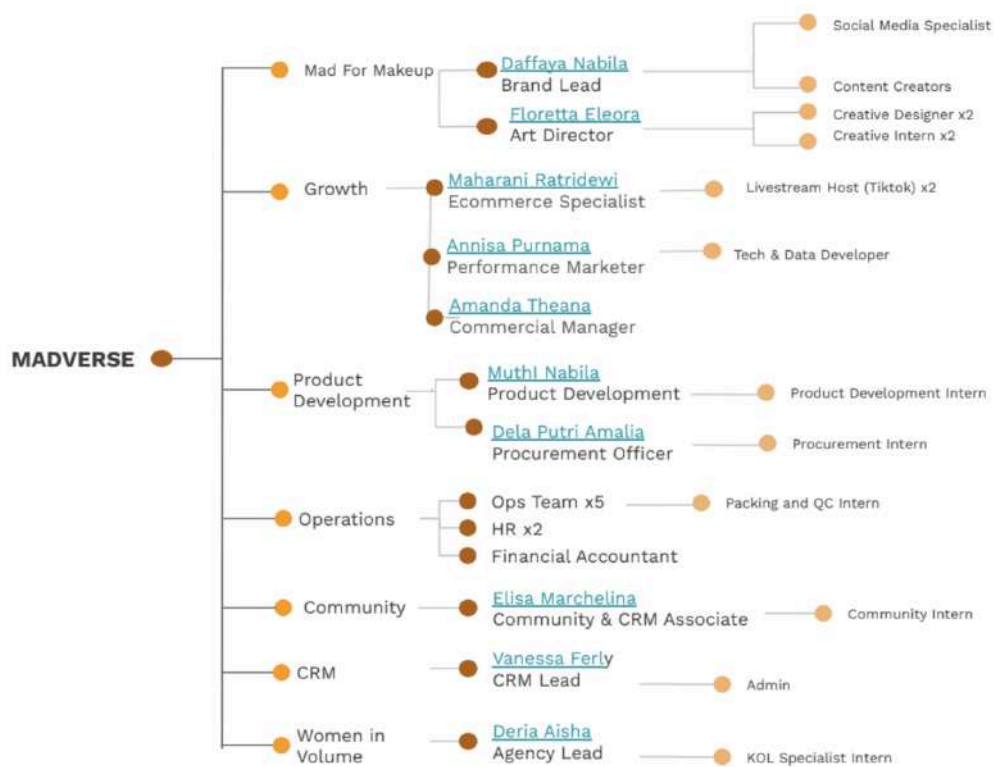 Social Media Specialist
Mad For Makeup
Daffaya Nabila
Brand Lead
Content Creators
Floretta Eleora
Art Director
Creative Designer x2
Creative Intern x2
Growth
Maharani Ratridewi
Ecommerce Specialist
Livestream Host (Tiktok) x2
Annisa Purnama
Performance Marketer
Tech & Data Developer
Amanda Theana
Commercial Manager
MADVERSE
Product
Development
MuthI Nabila
Product Development
Product Development Intern
Dela Putri Amalia
Procurement Officer
Procurement Intern
Operations
Ops Team x5
Packing and QC Intern
HR x2
Financial Accountant
Community
Elisa Marchelina
Community & CRM Associate
Community Intern
CRM
Vanessa Ferly
CRM Lead
Admin
Women in
Volume
Deria Aisha
Agency Lead
KOL Specialist Intern